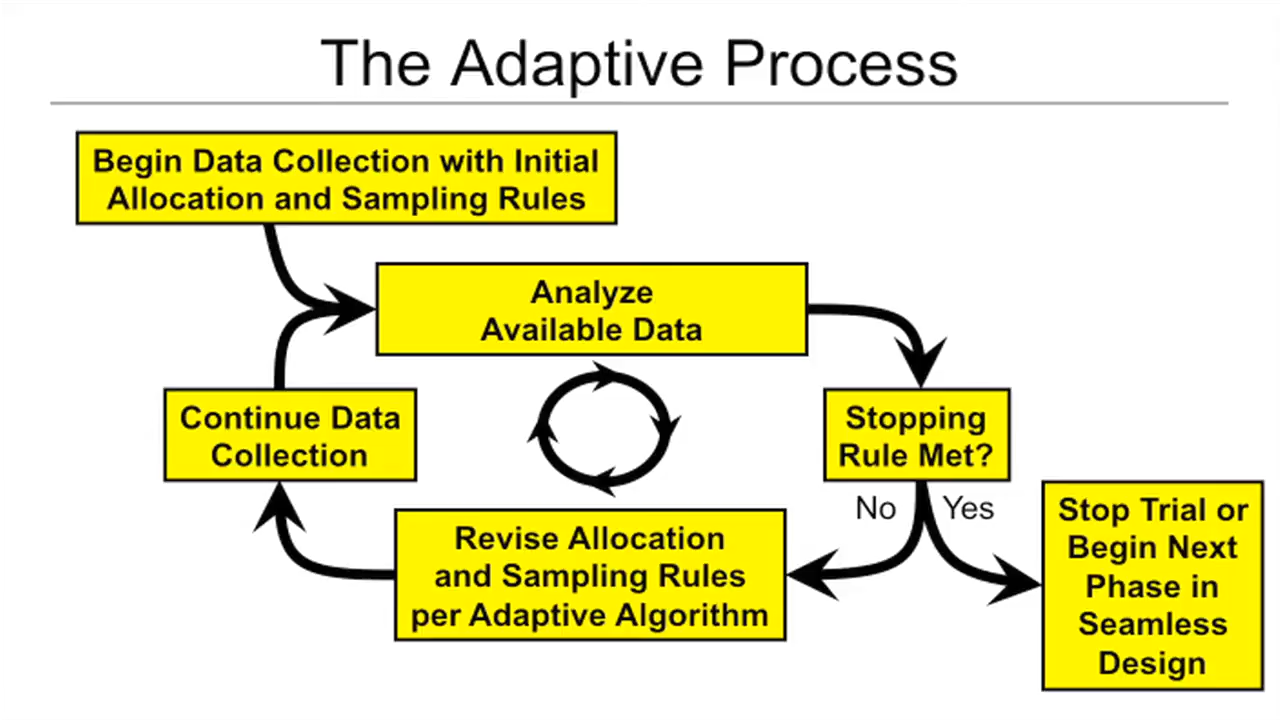 The Adaptive Process
Begin Data Collection with Initial
Allocation and Sampling Rules
Analyze
Available Data
Continue Data
Collection
Stopping
Rule Met?
No
Yes
Revise Allocation
and Sampling Rules
per Adaptive Algorithm
Stop Trial or
Begin Next
Phase in
Seamless
Design